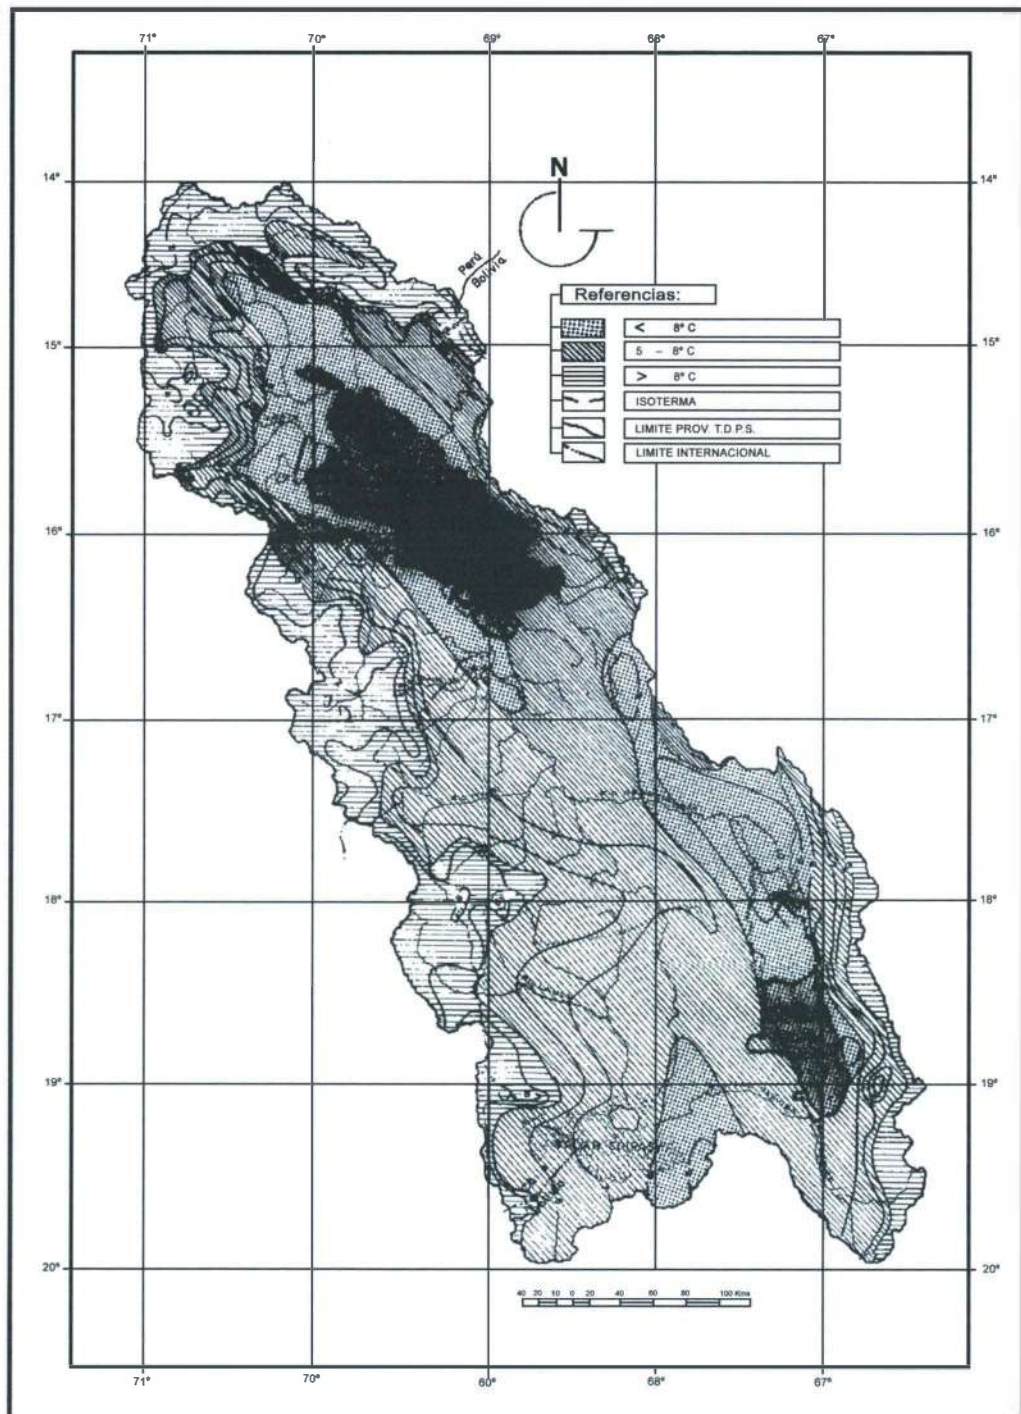 71° 70° 69° 66° 67°
14° 14°
N
Perú
Bolivia
Referencias:
< 8° C
15° 5 – 8° C 15°
> 8° C
ISOTERMA
LIMITE PROV. T.D.P.S.
LIMITE INTERNACIONAL
16° 16°
17° 17°
18° 18°
19° 19°
20° 20°
40 20 10 0 20 40 60 80 100 Kms
71° 70° 60° 68° 67°